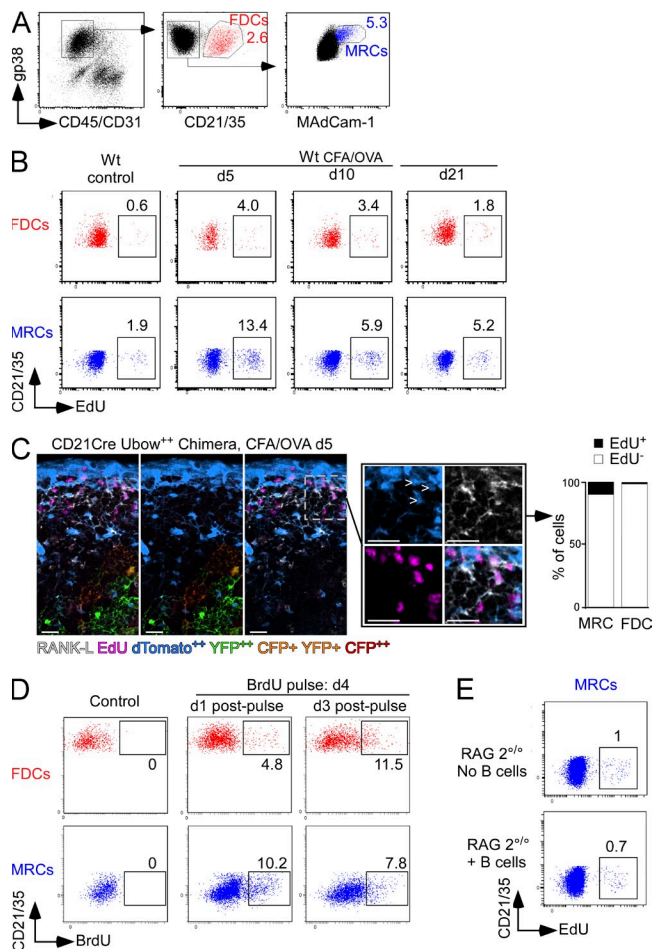 A
gp38
FDCs
2.6
5.3
MRCs
CD45/CD31
CD21/35
MAdCam-1
B
Wt
control
Wt CFA/OVA
d5
d10
d21
FDCs
0.6
4.0
3.4
1.8
0
0
0
0
MRCs
1.9
13.4
5.9
5.2
CD21/35
EdU
C
CD21Cre Ubow++ Chimera, CFA/OVA d5
EdU+
EdU-
> > >
% of cells
100
50
0
MRC FDC
RANK-L EdU dTomato++ YFP++ CFP+ YFP+ CFP++
D
Control
BrdU pulse: d4
d1 post-pulse
d3 post-pulse
FDCs
0
4.8
11.5
MRCs
0
10.2
7.8
CD21/35
BrdU
E
MRCs
RAG 2o/o
No B cells
1
RAG 2o/o
+ B cells
0.7
CD21/35
EdU